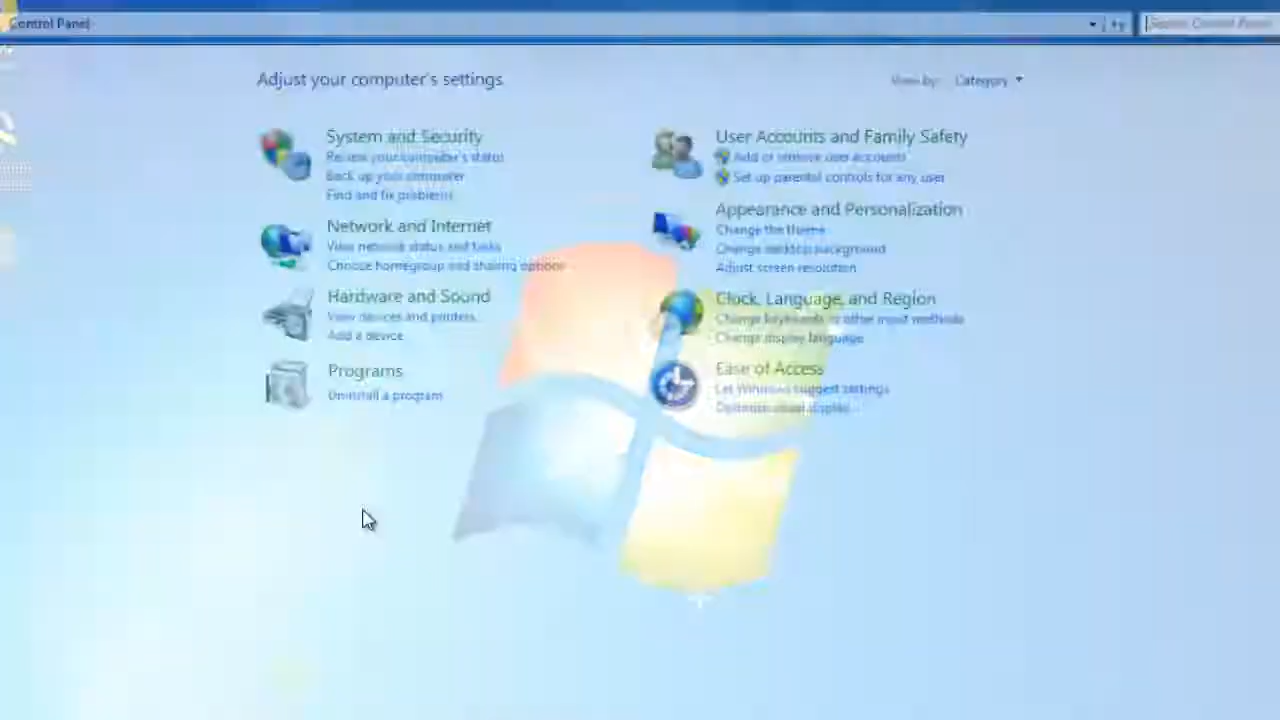 Control Panel
Search Control Panel
Adjust your computer's settings
View by: Category
System and Security
Review your computer's status
Back up your computer
Find and fix problems
Network and Internet
View network status and tasks
Choose homegroup and sharing options
Hardware and Sound
View devices and printers
Add a device
Programs
Uninstall a program
User Accounts and Family Safety
Add or remove user accounts
Set up parental controls for any user
Appearance and Personalization
Change the theme
Change desktop background
Adjust screen resolution
Clock, Language, and Region
Change keyboards or other input methods
Change display language
Ease of Access
Let Windows suggest settings
Optimize visual display